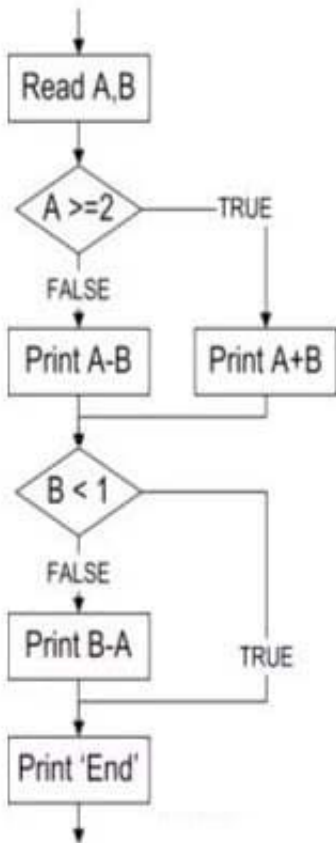 Read A,B
A >=2
TRUE
FALSE
Print A-B
Print A+B
B < 1
FALSE
Print B-A
TRUE
Print ‘End’